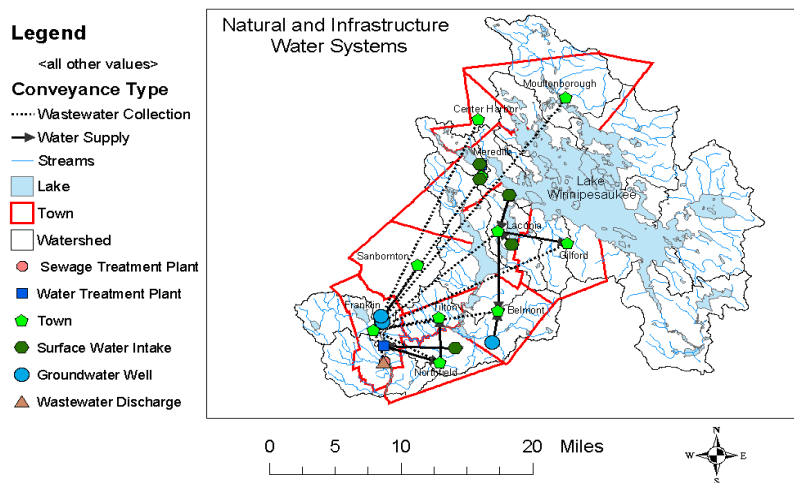 Natural and Infrastructure
Water Systems
Legend
<all other values>
Conveyance Type
Wastewater Collection
Water Supply
Streams
Lake
Town
Watershed
Sewage Treatment Plant
Water Treatment Plant
Town
Surface Water Intake
Groundwater Well
Wastewater Discharge
Moultonborough
Center Harbor
Meredith
Lake
Winnipesaukee
Laconia
Gilford
Sanbornton
Franklin
Tilton
Belmont
Northfield
0 5 10 20 Miles
N
W E
S